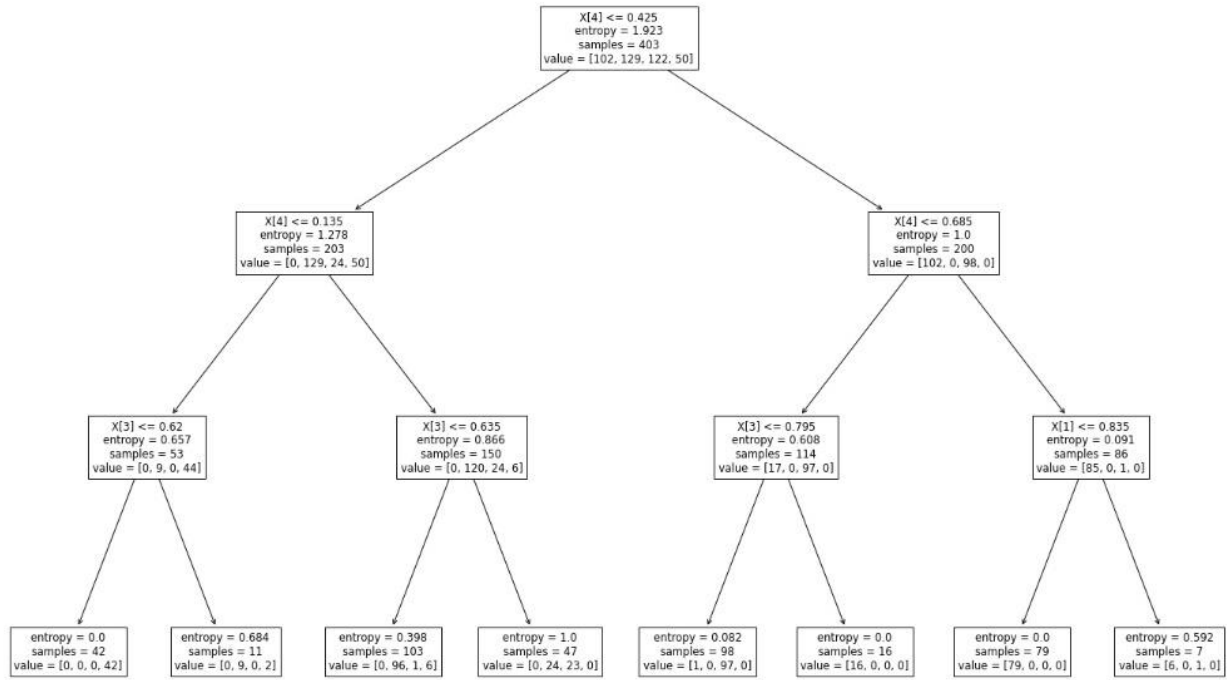 X[4] <= 0.425
entropy = 1.923
samples = 403
value = [102, 129, 122, 50]
X[4] <= 0.135
entropy = 1.278
samples = 203
value = [0, 129, 24, 50]
X[4] <= 0.685
entropy = 1.0
samples = 200
value = [102, 0, 98, 0]
X[3] <= 0.62
entropy = 0.657
samples = 53
value = [0, 9, 0, 44]
X[3] <= 0.635
entropy = 0.866
samples = 150
value = [0, 120, 24, 6]
X[3] <= 0.795
entropy = 0.608
samples = 114
value = [17, 0, 97, 0]
X[1] <= 0.835
entropy = 0.091
samples = 86
value = [85, 0, 1, 0]
entropy = 0.0
samples = 42
value = [0, 0, 0, 42]
entropy = 0.684
samples = 11
value = [0, 9, 0, 2]
entropy = 0.398
samples = 103
value = [0, 96, 1, 6]
entropy = 1.0
samples = 47
value = [0, 24, 23, 0]
entropy = 0.082
samples = 98
value = [1, 0, 97, 0]
entropy = 0.0
samples = 16
value = [16, 0, 0, 0]
entropy = 0.0
samples = 79
value = [79, 0, 0, 0]
entropy = 0.592
samples = 7
value = [6, 0, 1, 0]